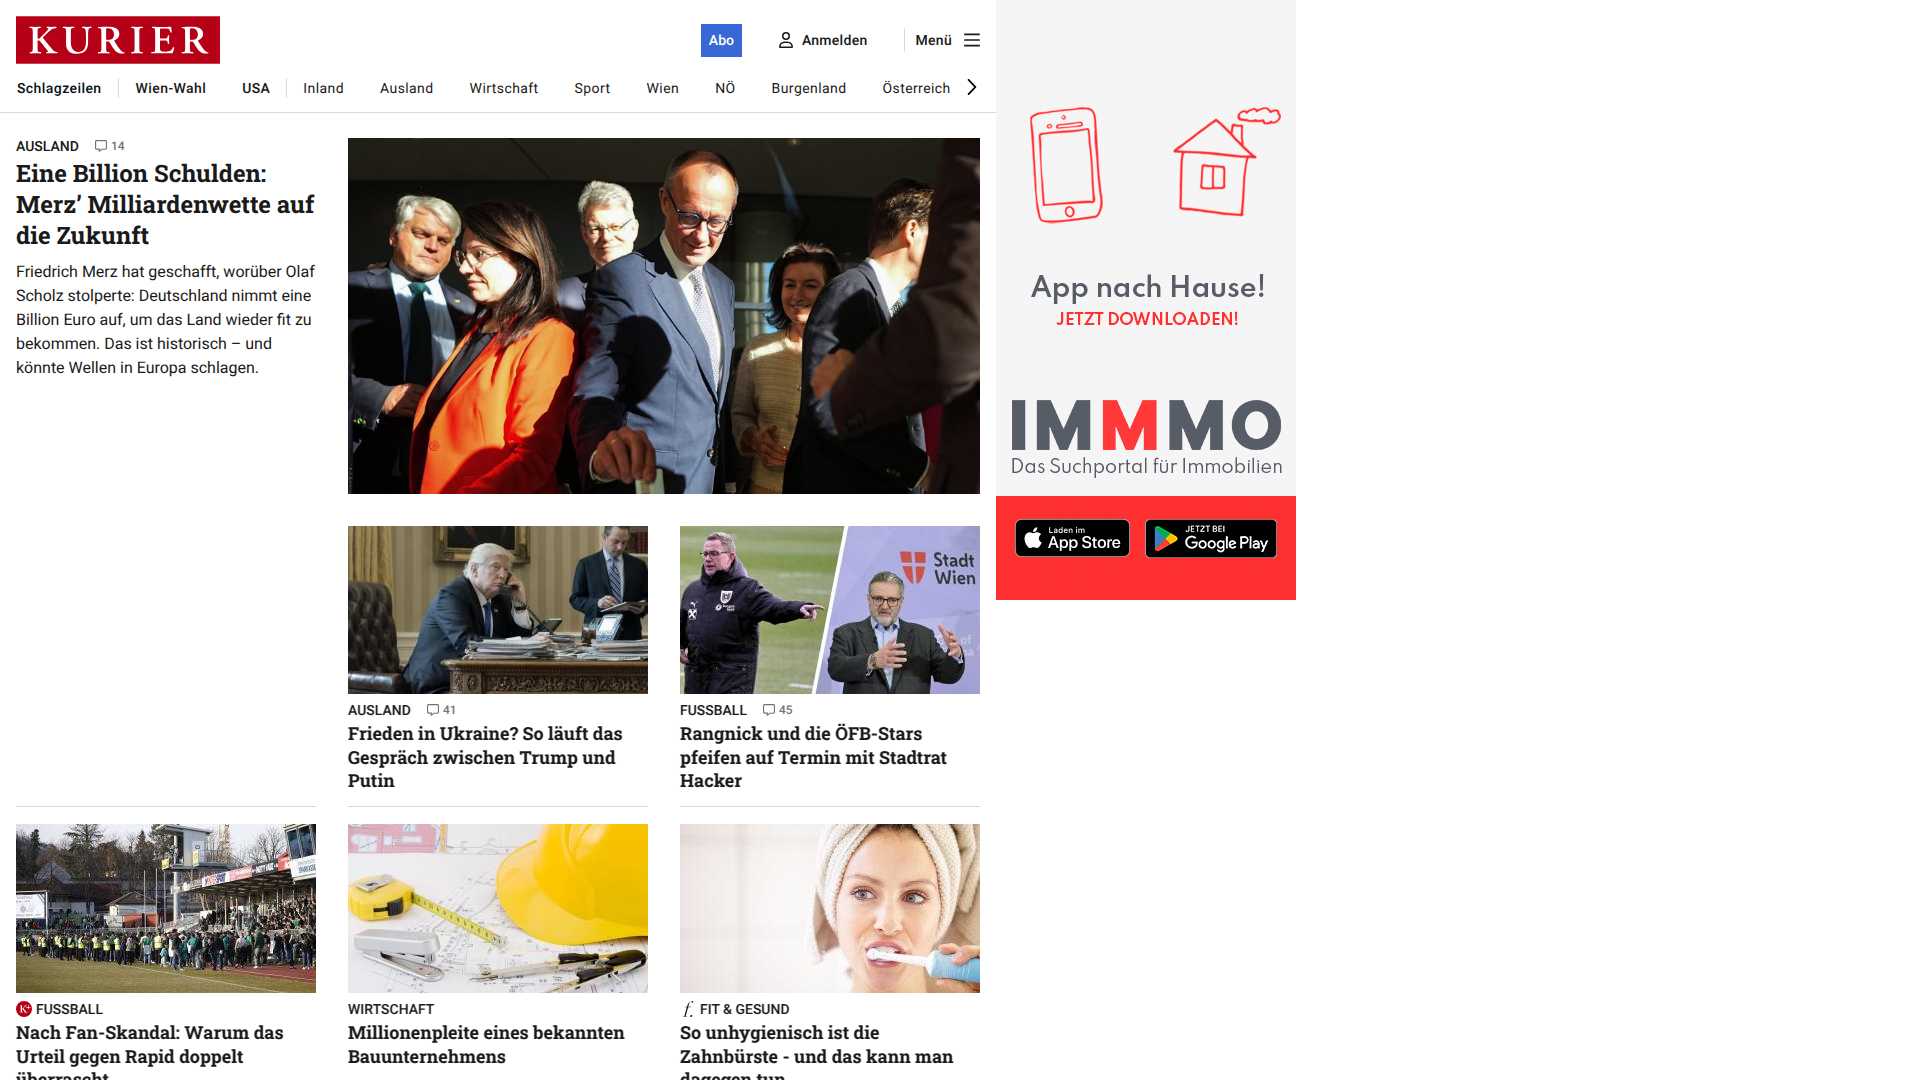 KURIER
Abo
Anmelden
Menü
Schlagzeilen
Wien-Wahl
USA
Inland
Ausland
Wirtschaft
Sport
Wien
NÖ
Burgenland
Österreich
AUSLAND 14
Eine Billion Schulden:
Merz’ Milliardenwette auf
die Zukunft
Friedrich Merz hat geschafft, worüber Olaf
Scholz stolperte: Deutschland nimmt eine
Billion Euro auf, um das Land wieder fit zu
bekommen. Das ist historisch – und
könnte Wellen in Europa schlagen.
App nach Hause!
JETZT DOWNLOADEN!
IMMMO
Das Suchportal für Immobilien
Laden im
App Store
JETZT BEI
Google Play
Stadt
Wien
AUSLAND 41
Frieden in Ukraine? So läuft das
Gespräch zwischen Trump und
Putin
FUSSBALL 45
Rangnick und die ÖFB-Stars
pfeifen auf Termin mit Stadtrat
Hacker
FUSSBALL
Nach Fan-Skandal: Warum das
Urteil gegen Rapid doppelt
überrascht
WIRTSCHAFT
Millionenpleite eines bekannten
Bauunternehmens
f. FIT & GESUND
So unhygienisch ist die
Zahnbürste - und das kann man
dagegen tun